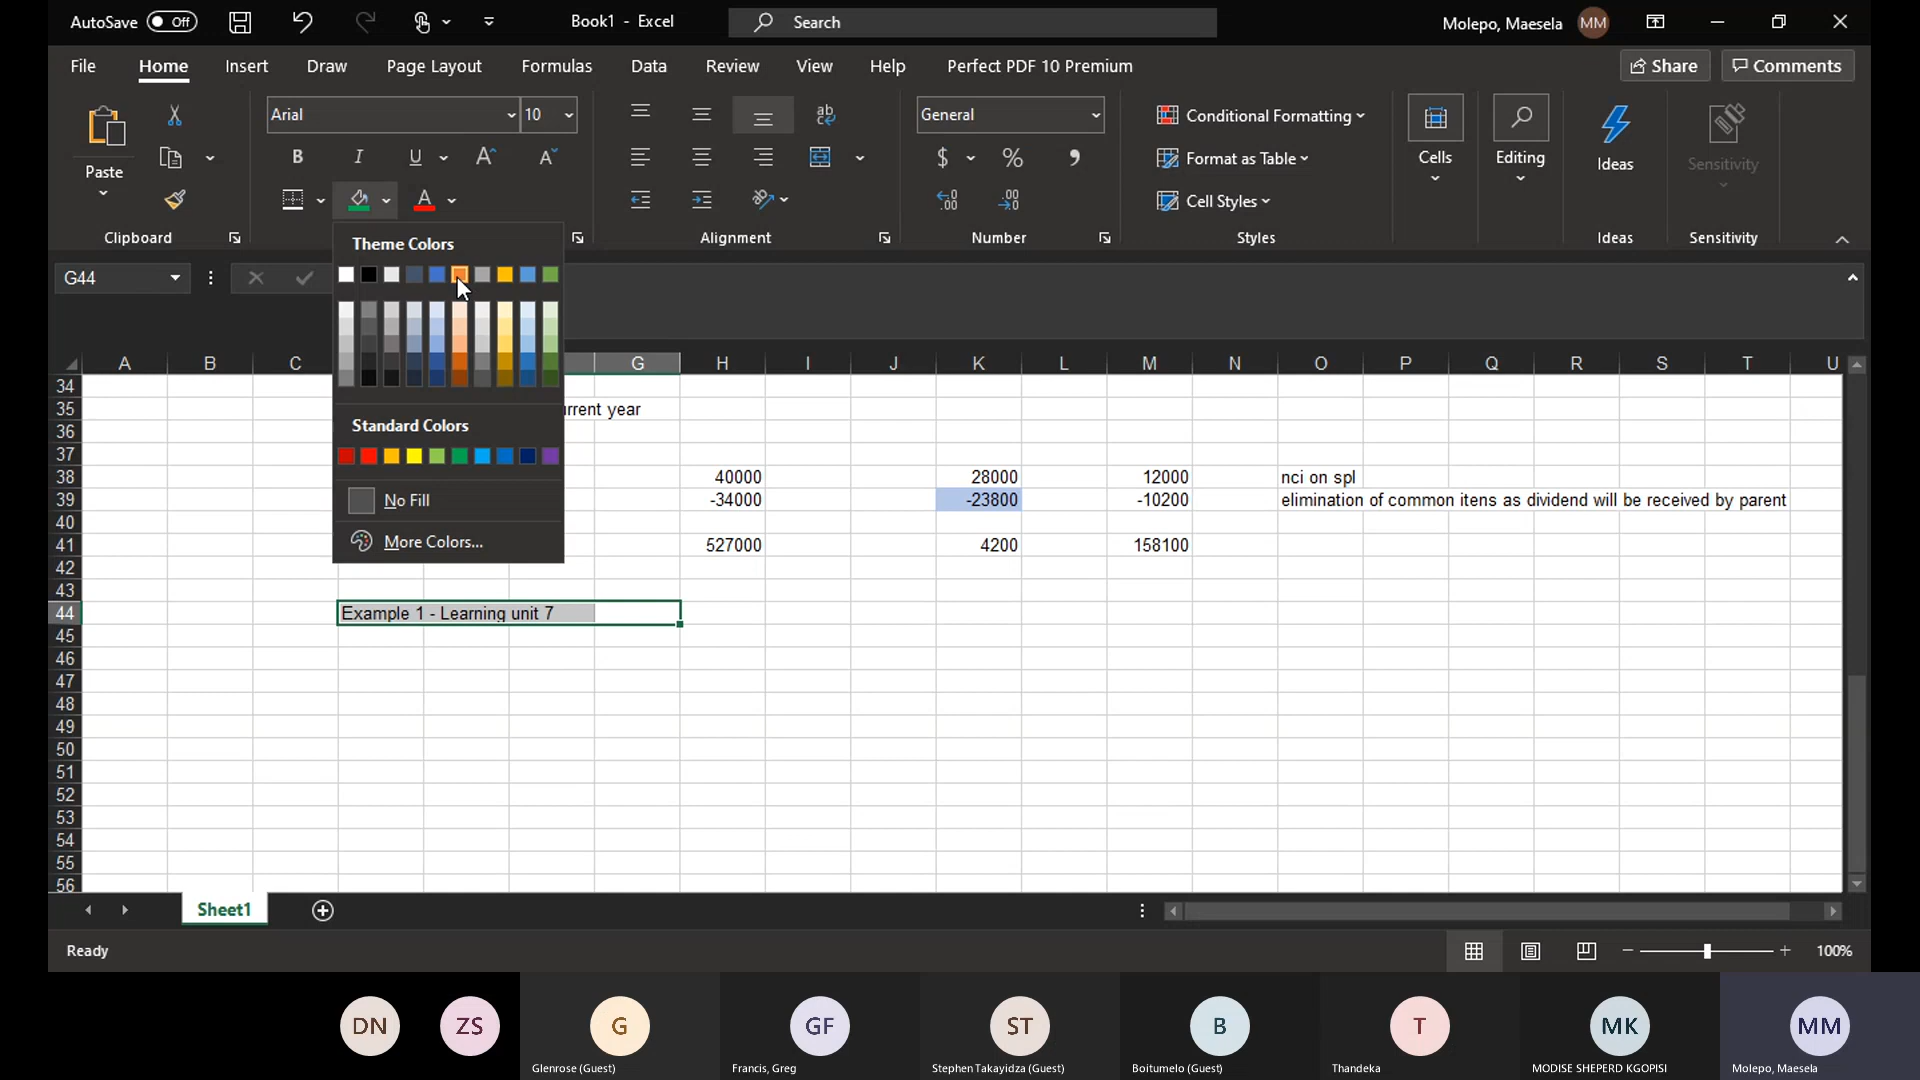 AutoSave Off Book1 - Excel Search Molepo, Maesela MM
File Home Insert Draw Page Layout Formulas Data Review View Help Perfect PDF 10 Premium Share Comments
Arial 10 ab General Conditional Formatting Cells Editing Ideas Sensitivity
Paste B I U A A $ % , Format as Table
A Cell Styles
Clipboard Alignment Number Styles Ideas Sensitivity
Theme Colors
G44
A B C G H I J K L M N O P Q R S T U
34
35 urrent year
36
37
38 40000 28000 12000 nci on spl
39 -34000 -23800 -10200 elimination of common itens as dividend will be received by parent
40
41 527000 4200 158100
42
43
44 Example 1 - Learning unit 7
45
46
47
48
49
50
51
52
53
54
55
56
Standard Colors
No Fill
More Colors...
Sheet1
Ready 100%
DN ZS G GF ST B T MK MM
Glenrose (Guest) Francis, Greg Stephen Takayidza (Guest) Boitumelo (Guest) Thandeka MODISE SHEPERD KGOPISI Molepo, Maesela